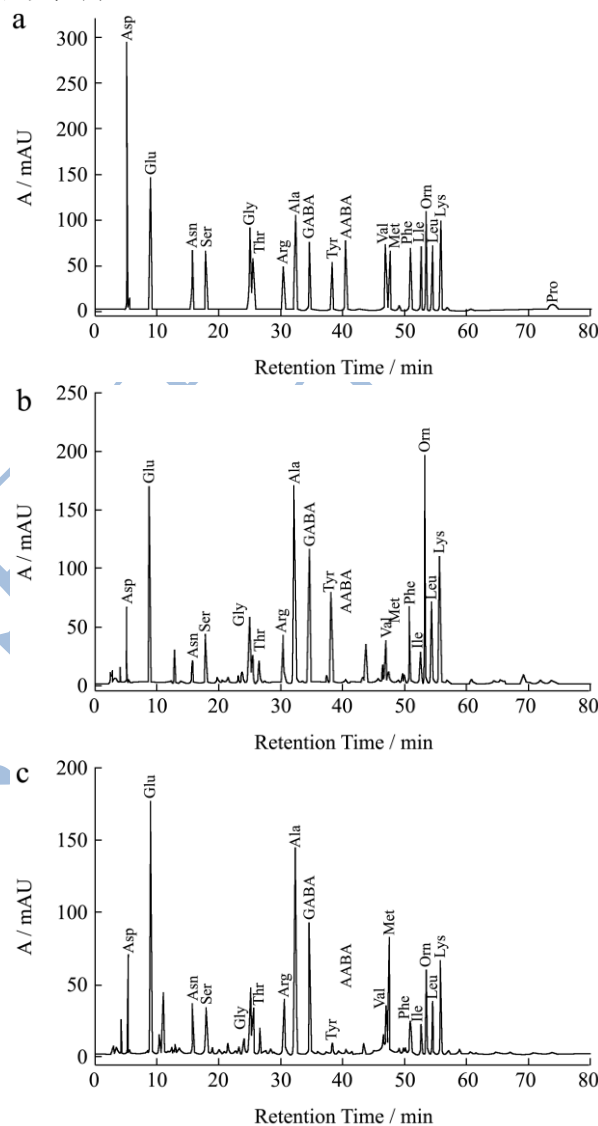 a
A / mAU
300
250
200
150
100
50
0
Asp
Glu
Asn
Ser
Gly
Thr
Arg
Ala
GABA
Tyr
AABA
Val
Met
Phe
Lle
Orn
Leu
Lys
Pro
0 10 20 30 40 50 60 70 80
Retention Time / min
b
A / mAU
250
200
150
100
50
0
Asp
Glu
Asn
Ser
Gly
Thr
Arg
Ala
GABA
Tyr
AABA
Val
Met
Phe
Ile
Orn
Leu
Lys
0 10 20 30 40 50 60 70 80
Retention Time / min
c
A / mAU
200
150
100
50
0
Asp
Glu
Asn
Ser
Gly
Thr
Arg
Ala
GABA
Tyr
AABA
Val
Met
Phe
Ile
Orn
Leu
Lys
0 10 20 30 40 50 60 70 80
Retention Time / min